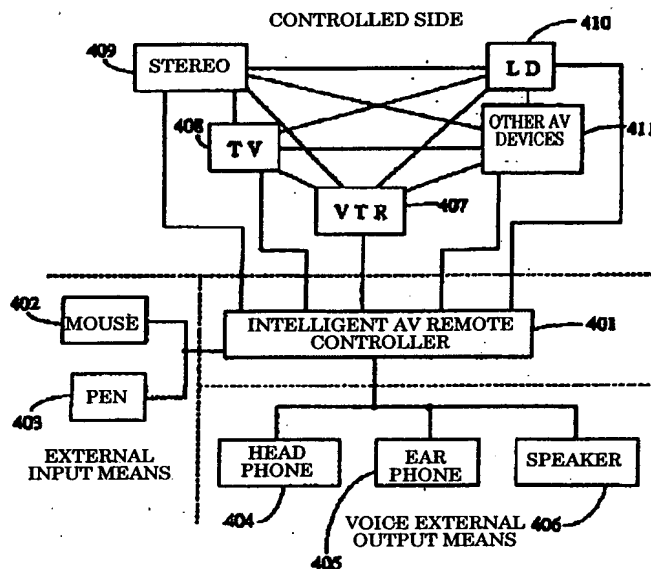 CONTROLLED SIDE
409
STEREO
410
L D
408
T V
OTHER AV
DEVICES
411
V T R
407
402
MOUSE
INTELLIGENT AV REMOTE
CONTROLLER
401
403
PEN
EXTERNAL
INPUT MEANS
HEAD
PHONE
EAR
PHONE
SPEAKER
404
405
406
VOICE EXTERNAL
OUTPUT MEANS